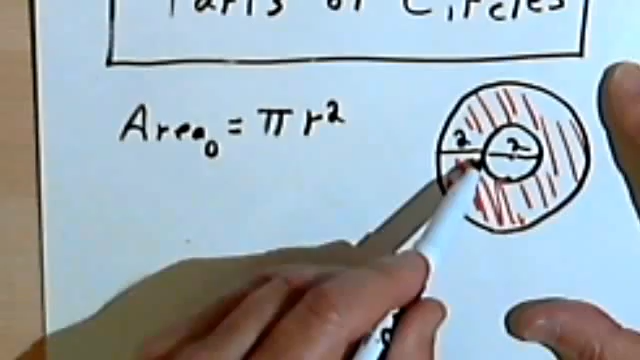 Parts of Circles
Area○ = πr²
2 2